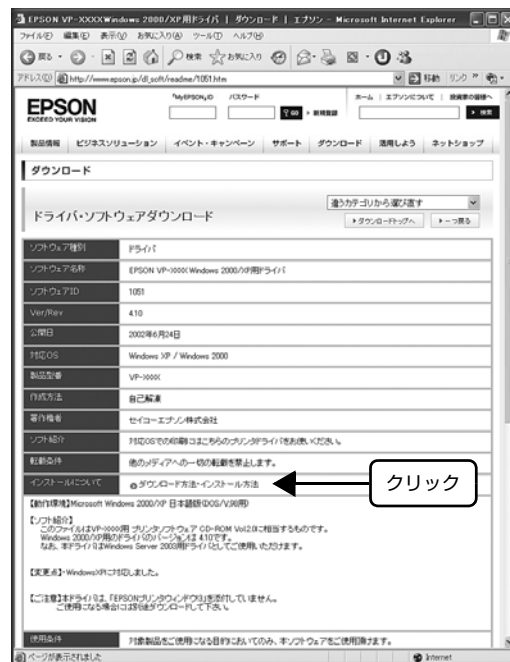 EPSON VP-XXXXWindows 2000/XP用ドライバ | ダウンロード | エプソン - Microsoft Internet Explorer
ファイル(F) 編集(E) 表示(V) お気に入り(A) ツール(T) ヘルプ(H)
戻る 検索 お気に入り
アドレス(D) http://www.epson.jp/dl_soft/readme/1051.htm 移動 リンク »
EPSON
EXCEED YOUR VISION
"MyEPSON"ID パスワード
GO 新規登録
ホーム | エプソンについて | 投資家の皆様へ
検索
製品情報 ビジネスソリューション イベント・キャンペーン サポート ダウンロード 活用しよう ネットショップ
ダウンロード
違うカテゴリから選び直す
ドライバ・ソフトウェアダウンロード
ダウンロードトップへ 一つ戻る
ソフトウェア種別 ドライバ
ソフトウェア名称 EPSON VP-XXXX Windows 2000/XP用ドライバ
ソフトウェアID 1051
Ver/Rev 4.10
公開日 2002年6月24日
対応OS Windows XP / Windows 2000
製品型番 VP-XXXX
作成方法 自己解凍
著作権者 セイコーエプソン株式会社
ソフト紹介 対応OSでの印刷にはこちらのプリンタドライバをお使いください。
転載条件 他のメディアへの一切の転載を禁止します。
インストールについて ダウンロード方法・インストール方法
クリック
【動作環境】Microsoft Windows 2000/XP 日本語版(DOS/V,98用)
【ソフト紹介】
このファイルはVP-XXXX用 プリンタソフトウェア CD-ROM Vol.2.0に相当するものです。
Windows 2000/XP用のドライバのバージョンは 4.10です。
なお、本ドライバはWindows Server 2003用ドライバとしてご使用いただけます。
【変更点】・WindowsXPに対応しました。
【ご注意】本ドライバは、「EPSONプリンタウィンドウ!3」を添付していません。
ご使用になる場合には別途ダウンロードして下さい。
使用条件 対象製品をご使用になる目的においてのみ、本ソフトウェアをご使用頂けます。
ページが表示されました Internet